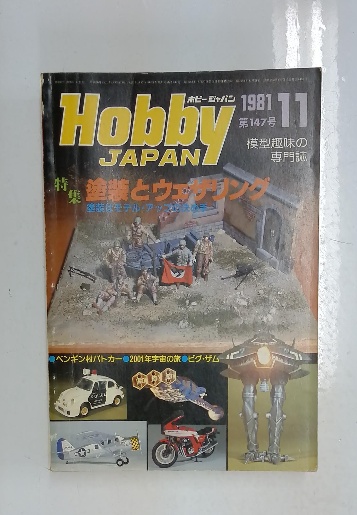 ホビージャパン
Hobby
JAPAN
1981 11
第147号
模型趣味の
専門誌
特集
塗装とウェザリング
●ペンギン村パトカー●2001年宇宙の旅●ビグ・ザム